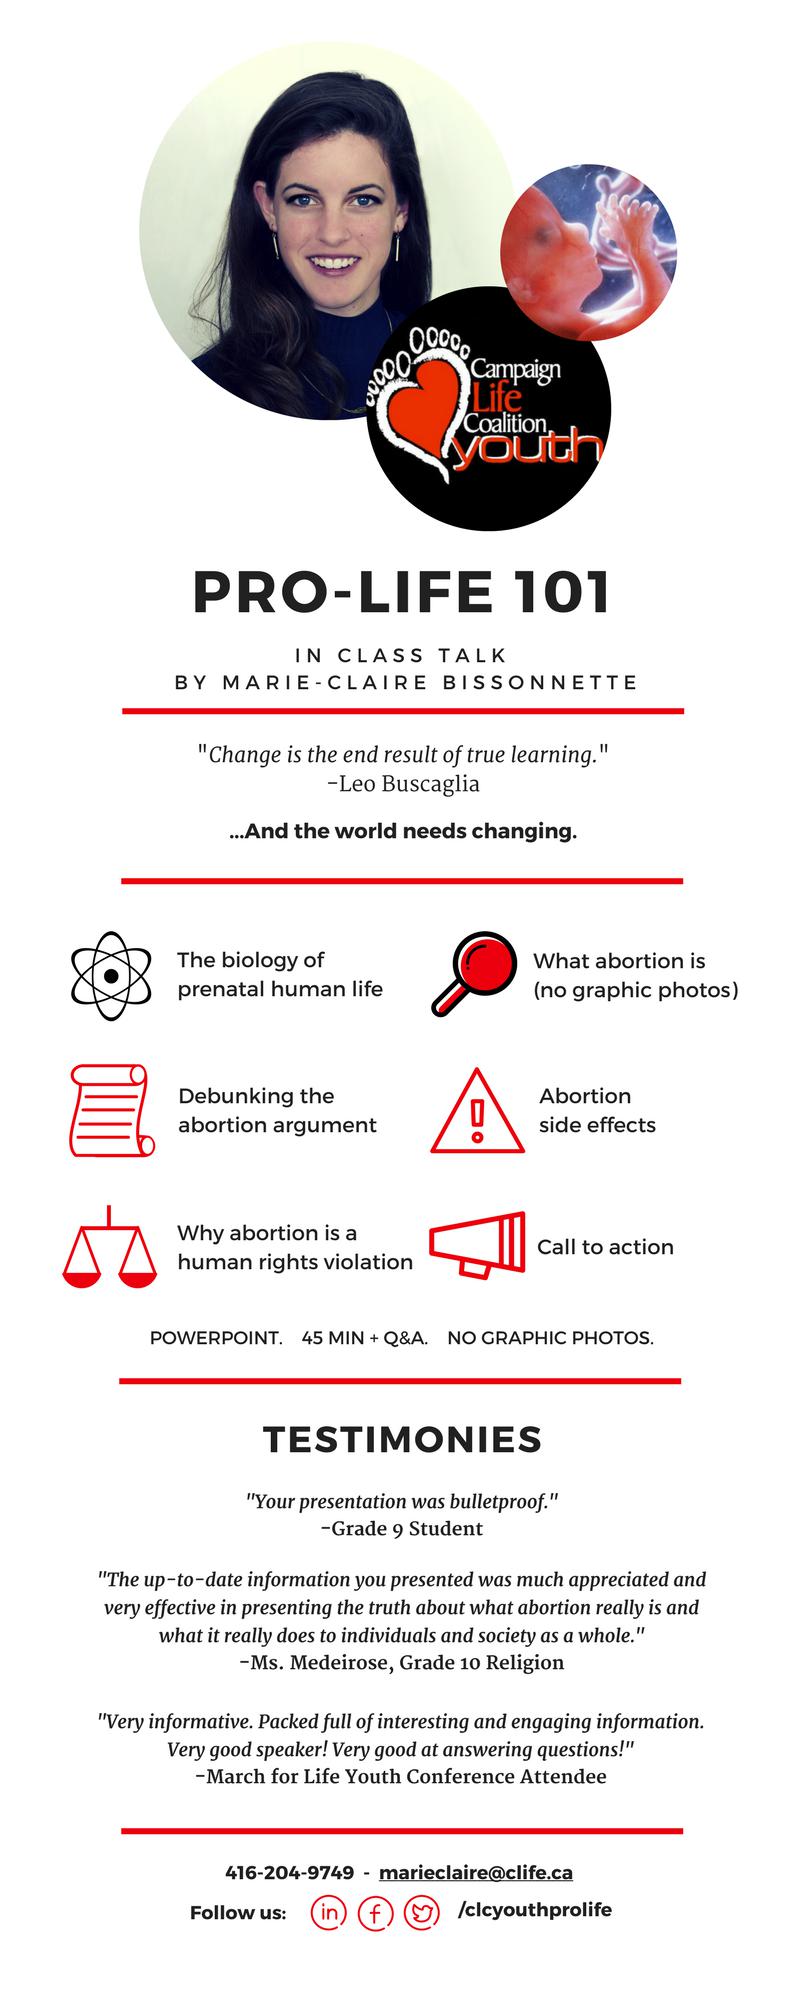 Campaign
Life
Coalition
youth
PRO-LIFE 101
IN CLASS TALK
BY MARIE-CLAIRE BISSONNETTE
"Change is the end result of true learning."
-Leo Buscaglia
...And the world needs changing.
The biology of
prenatal human life
What abortion is
(no graphic photos)
Debunking the
abortion argument
Abortion
side effects
Why abortion is a
human rights violation
Call to action
POWERPOINT. 45 MIN + Q&A. NO GRAPHIC PHOTOS.
TESTIMONIES
"Your presentation was bulletproof."
-Grade 9 Student
"The up-to-date information you presented was much appreciated and
very effective in presenting the truth about what abortion really is and
what it really does to individuals and society as a whole."
-Ms. Medeirose, Grade 10 Religion
"Very informative. Packed full of interesting and engaging information.
Very good speaker! Very good at answering questions!"
-March for Life Youth Conference Attendee
416-204-9749 - marieclaire@clife.ca
Follow us: in f /clcyouthprolife